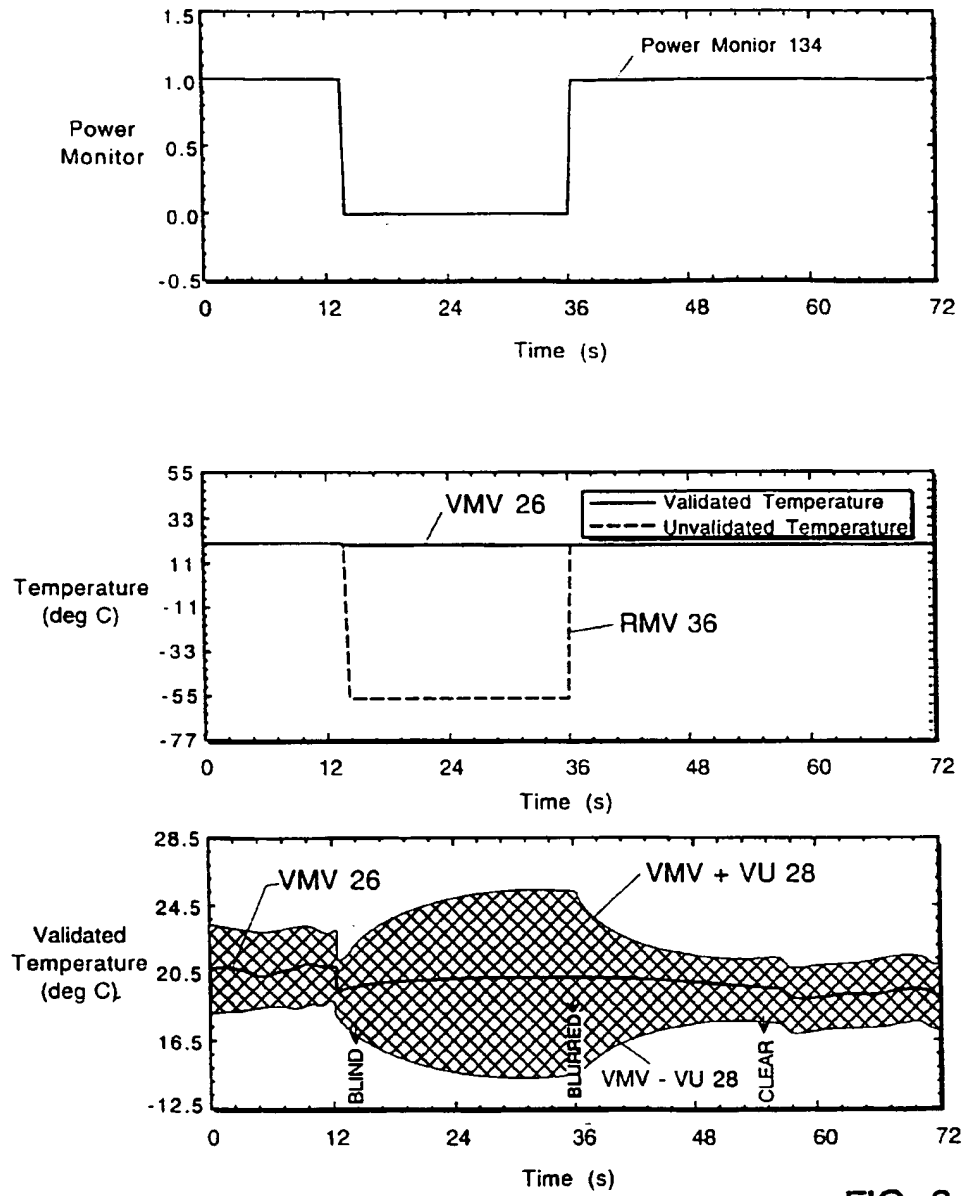 1.5
Power Monior 134
1.0
Power
Monitor
0.5
0.0
-0.5
0 12 24 36 48 60 72
Time (s)
55
VMV 26
Validated Temperature
Unvalidated Temperature
33
11
Temperature
(deg C)
-11
RMV 36
-33
-55
-77
0 12 24 36 48 60 72
Time (s)
28.5
VMV 26
VMV + VU 28
24.5
Validated
Temperature
(deg C).
20.5
16.5
BLIND
BLURRED
VMV - VU 28
CLEAR
-12.5
0 12 24 36 48 60 72
Time (s)